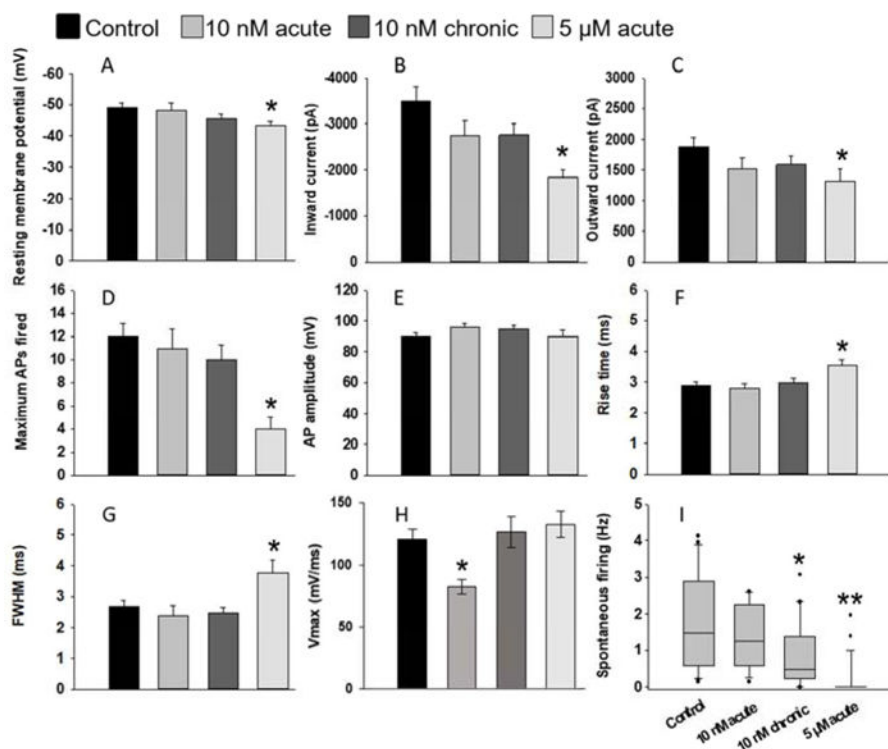 Control 10 nM acute 10 nM chronic 5 µM acute
A
Resting membrane potential (mV)
-60
-50
-40
-30
-20
-10
0
*
B
Inward current (pA)
-4000
-3000
-2000
-1000
0
*
C
Outward current (pA)
3000
2500
2000
1500
1000
500
0
*
D
Maximum APs fired
16
14
12
10
8
6
4
2
0
*
E
AP amplitude (mV)
120
100
80
60
40
20
0
F
Rise time (ms)
6
5
4
3
2
1
0
*
G
FWHM (ms)
6
5
4
3
2
1
0
*
H
Vmax (mV/ms)
150
100
50
0
*
I
Spontaneous firing (Hz)
5
4
3
2
1
0
*
**
Control
10 nM acute
10 nM chronic
5 µM acute